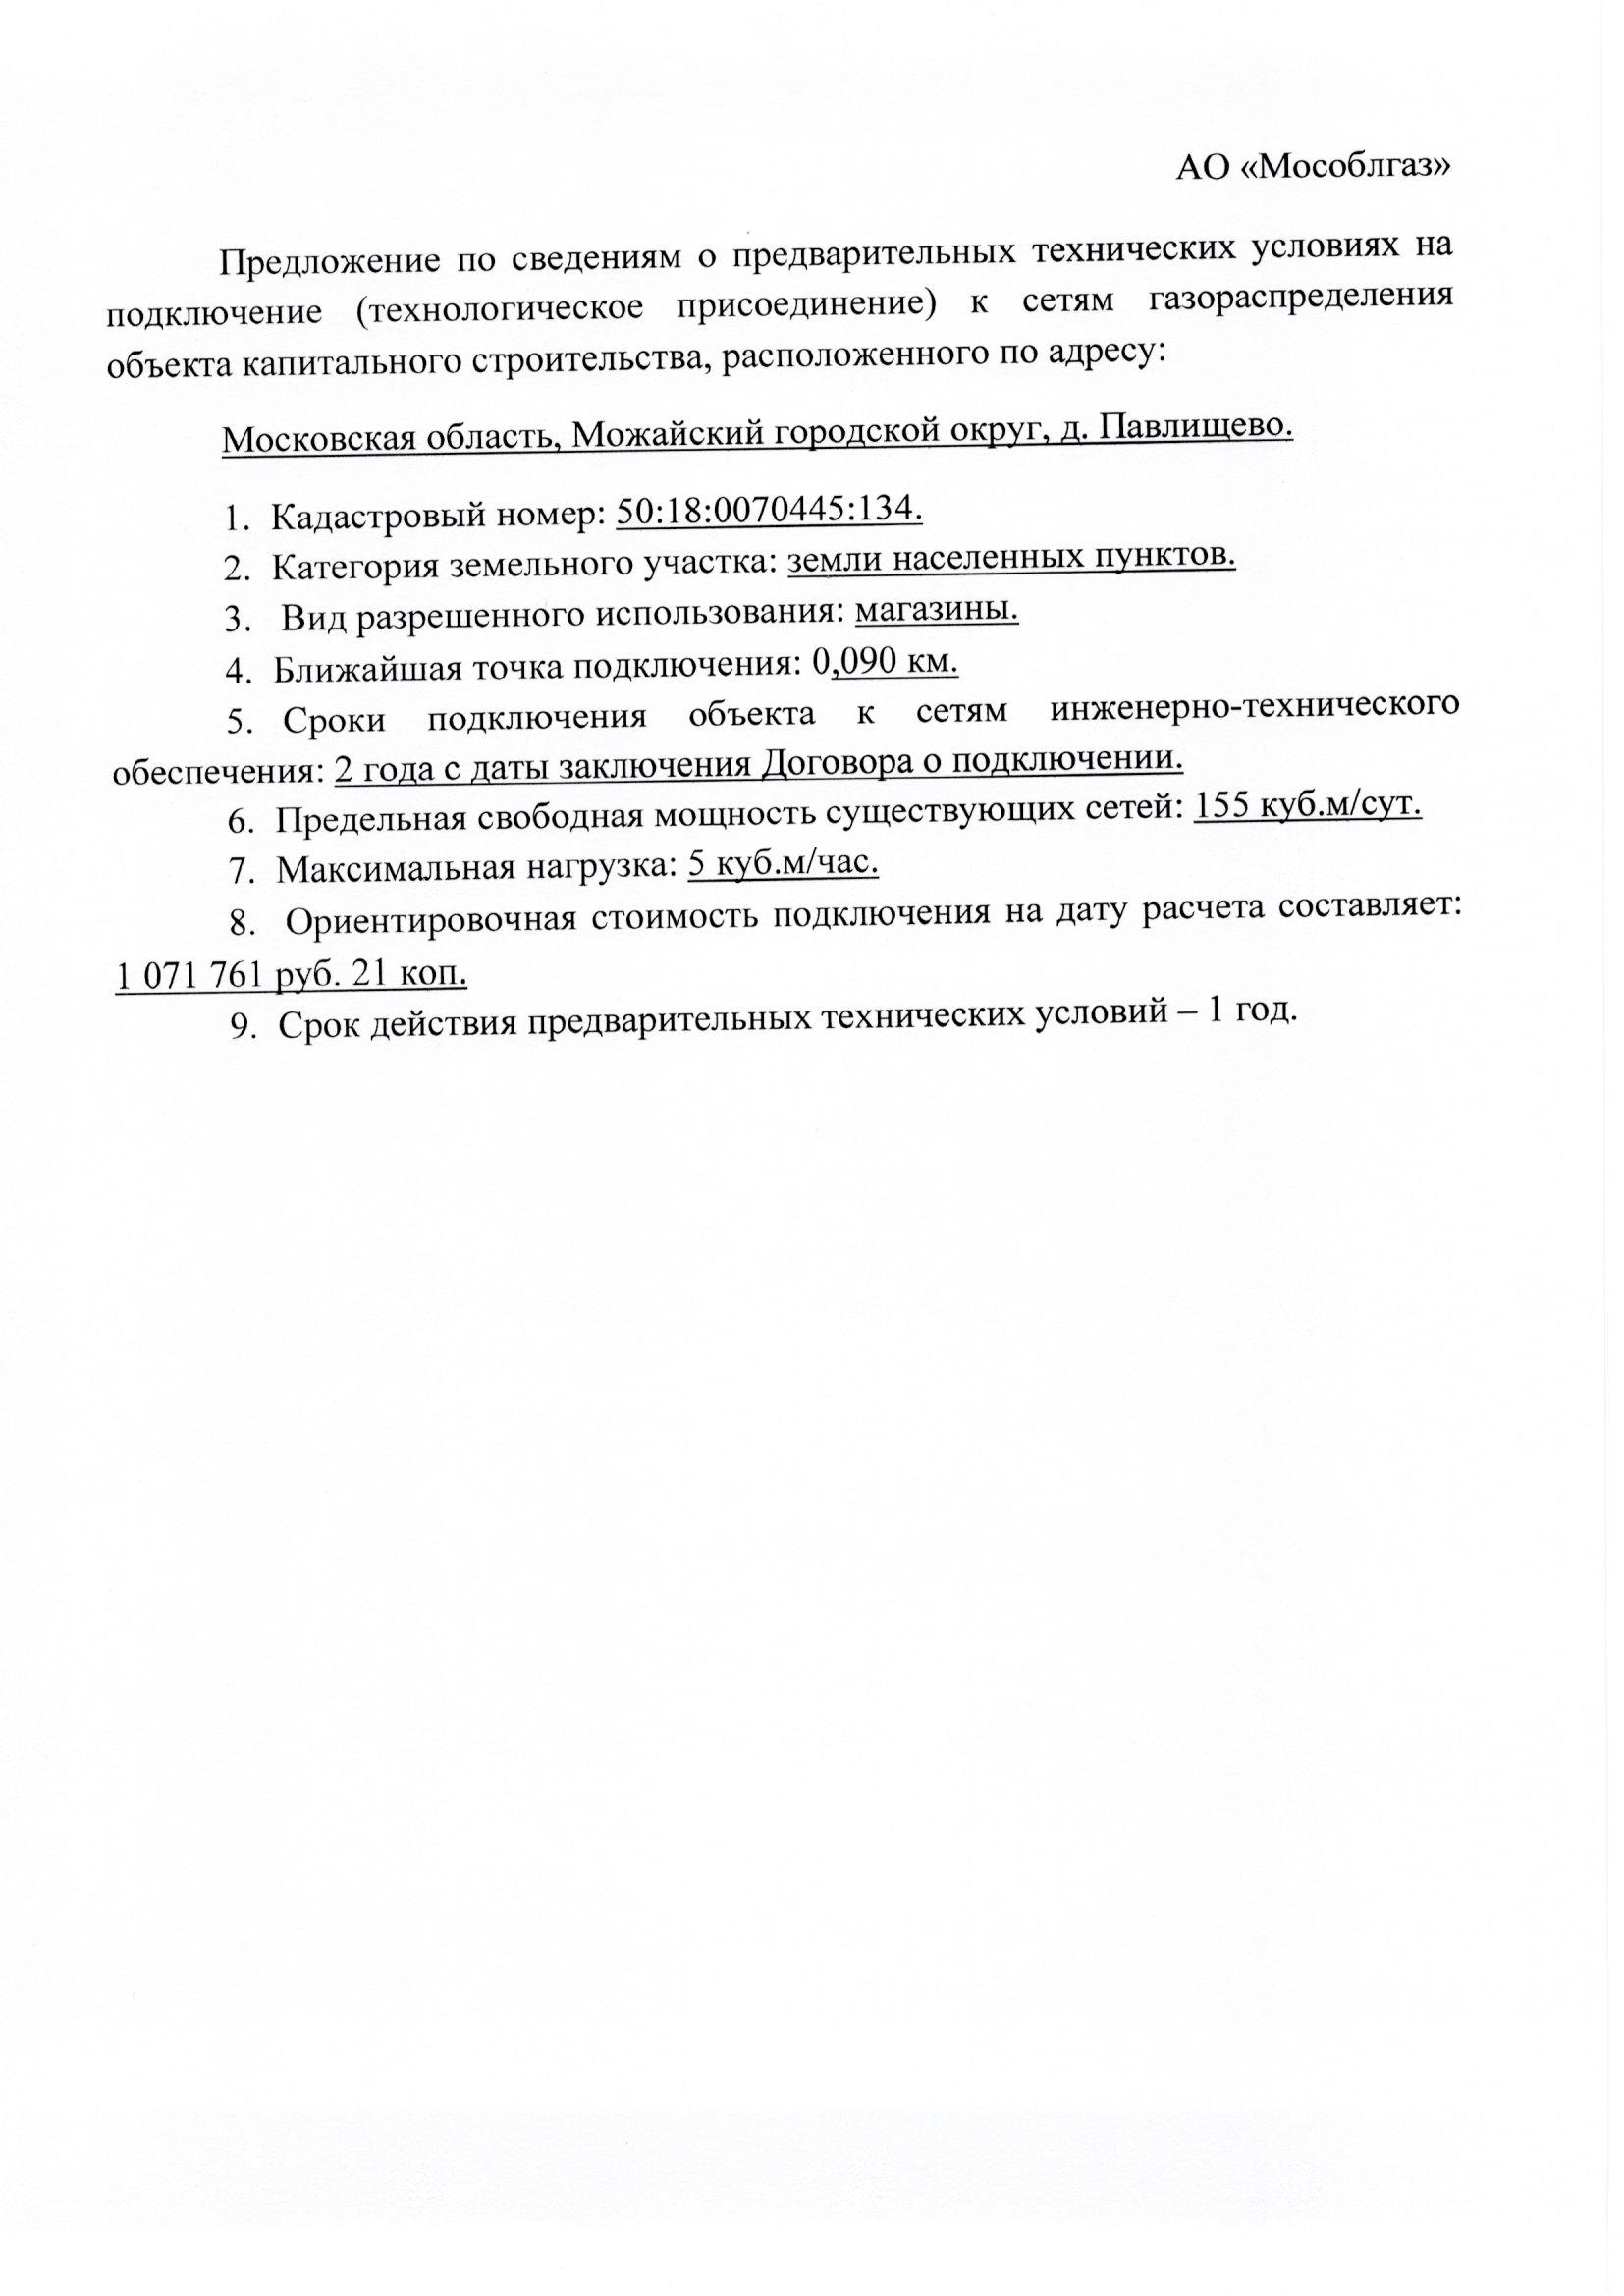 АО «Мособлгаз»
Предложение по сведениям о предварительных технических условиях на
подключение (технологическое присоединение) к сетям газораспределения
объекта капитального строительства, расположенного по адресу:
Московская область, Можайский городской округ, д. Павлищево.
1. Кадастровый номер: 50:18:0070445:134.
2. Категория земельного участка: земли населенных пунктов.
3. Вид разрешенного использования: магазины.
4. Ближайшая точка подключения: 0,090 км.
5. Сроки подключения объекта к сетям инженерно-технического
обеспечения: 2 года с даты заключения Договора о подключении.
6. Предельная свободная мощность существующих сетей: 155 куб.м/сут.
7. Максимальная нагрузка: 5 куб.м/час.
8. Ориентировочная стоимость подключения на дату расчета составляет:
1 071 761 руб. 21 коп.
9. Срок действия предварительных технических условий – 1 год.